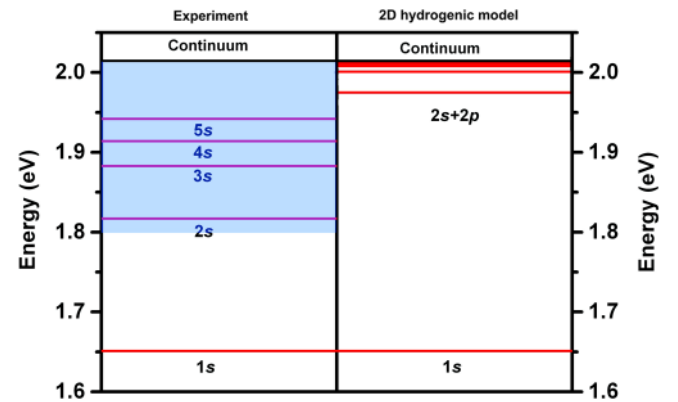 Experiment
2D hydrogenic model
Continuum
Continuum
2.0
2.0
2s+2p
5s
1.9
4s
1.9
3s
Energy (eV)
Energy (eV)
1.8
2s
1.8
1.7
1.7
1s
1s
1.6
1.6